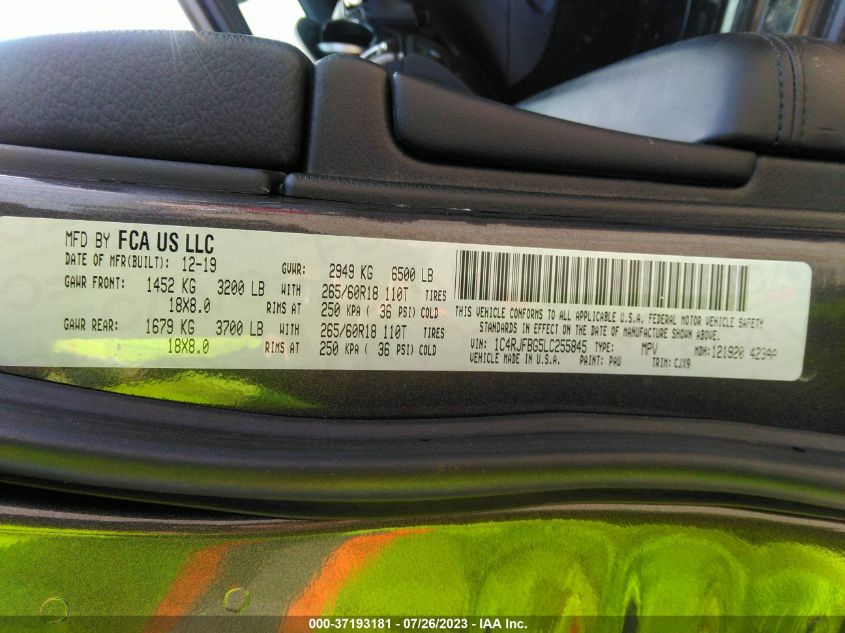 MFD BY FCA US LLC
DATE OF MFR(BUILT): 12-19 GVWR: 2949 KG 6500 LB
GAWR FRONT: 1452 KG 3200 LB WITH 265/60R18 110T TIRES
18X8.0 RIMS AT 250 KPA ( 36 PSI) COLD
GAWR REAR: 1679 KG 3700 LB WITH 265/60R18 110T TIRES
18X8.0 RIMS AT 250 KPA ( 36 PSI) COLD
THIS VEHICLE CONFORMS TO ALL APPLICABLE U.S.A. FEDERAL MOTOR VEHICLE SAFETY
STANDARDS IN EFFECT ON THE DATE OF MANUFACTURE SHOWN ABOVE.
VIN: 1C4RJFBG5LC255845 TYPE: MPV MDH: 121920
VEHICLE MADE IN U.S.A. PAINT: PAU TRIM: CJX9
000-37193181 - 07/26/2023 - IAA Inc.